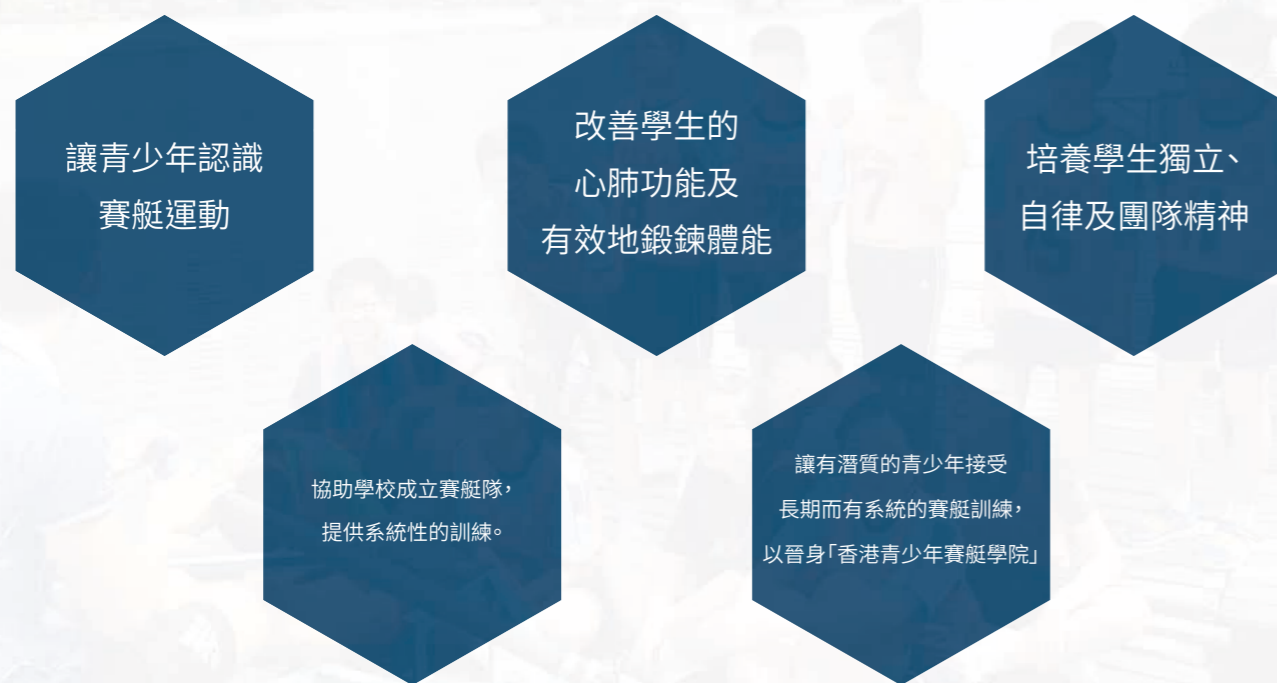 讓青少年認識
賽艇運動
改善學生的
心肺功能及
有效地鍛鍊體能
培養學生獨立、
自律及團隊精神
協助學校成立賽艇隊，
提供系統性的訓練。
讓有潛質的青少年接受
長期而有系統的賽艇訓練，
以晉身「香港青少年賽艇學院」